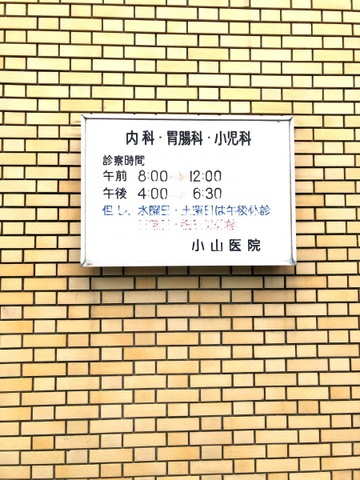 内科・胃腸科・小児科
診察時間
午前 8:00 12:00
午後 4:00 6:30
但し、水曜日・土曜日は午後休診
小山医院